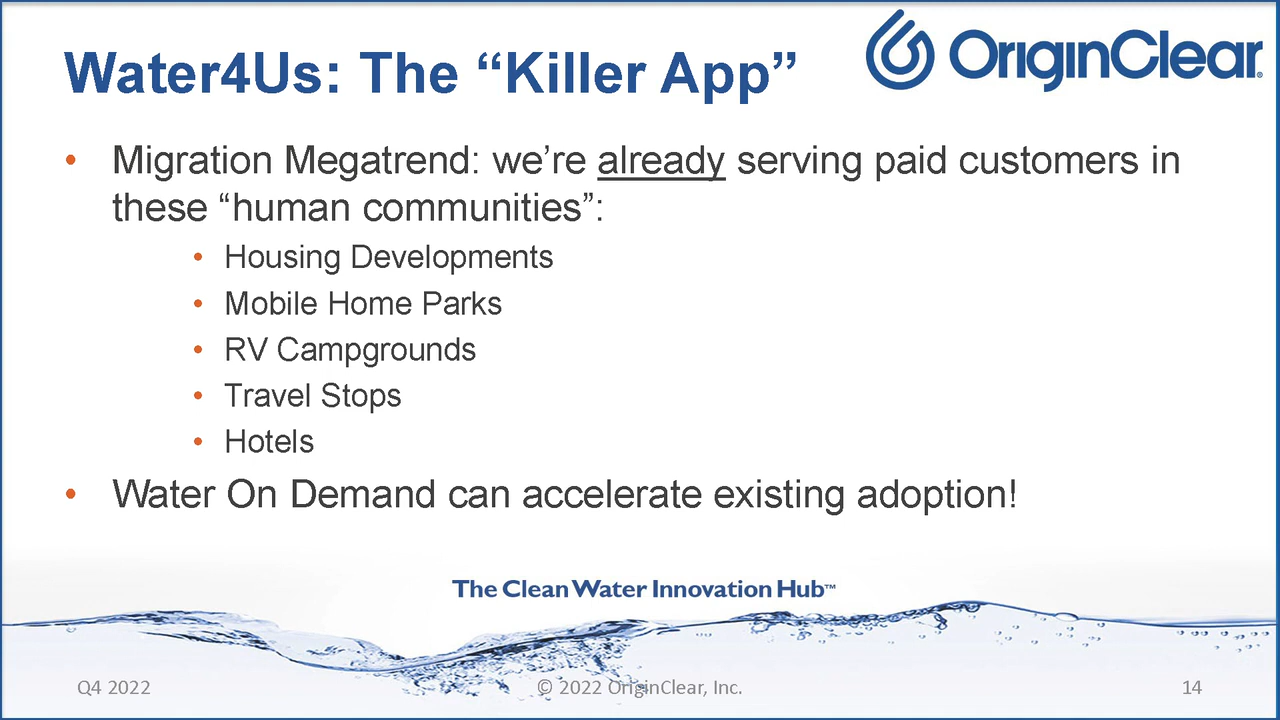 Water4Us: The “Killer App”
OriginClear®
• Migration Megatrend: we’re already serving paid customers in
these “human communities”:
• Housing Developments
• Mobile Home Parks
• RV Campgrounds
• Travel Stops
• Hotels
• Water On Demand can accelerate existing adoption!
The Clean Water Innovation Hub™
Q4 2022
© 2022 OriginClear, Inc.
14